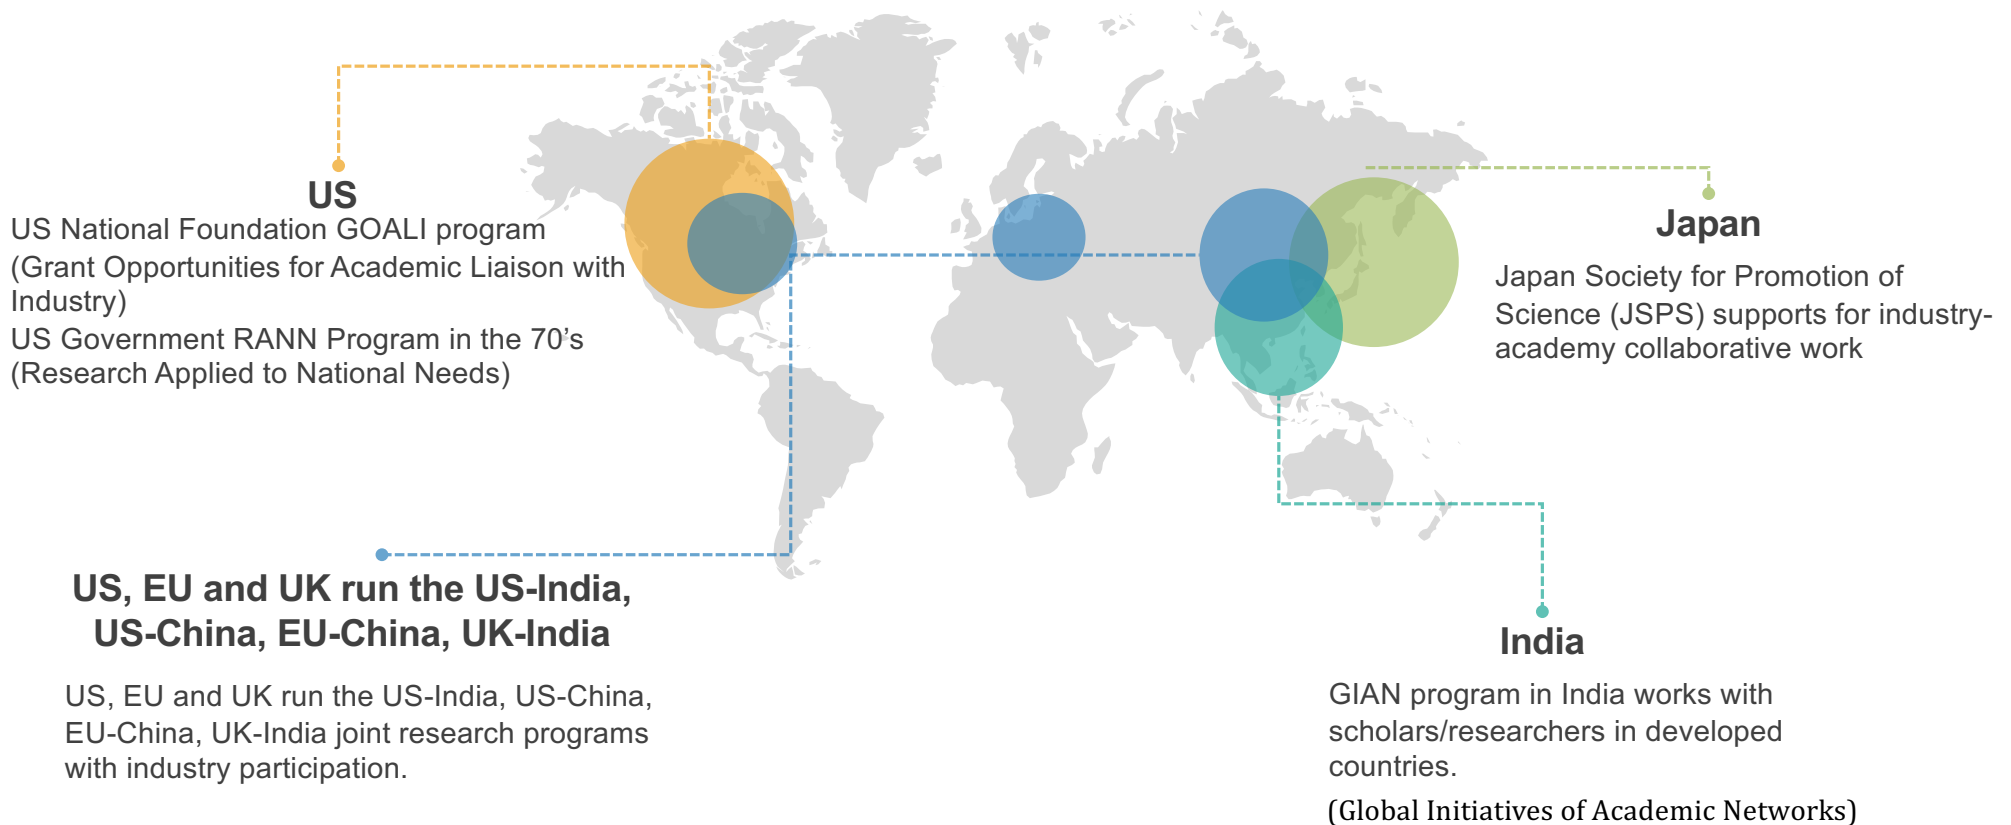 US
US National Foundation GOALI program
(Grant Opportunities for Academic Liaison with
Industry)
US Government RANN Program in the 70’s
(Research Applied to National Needs)
Japan
Japan Society for Promotion of
Science (JSPS) supports for industry-
academy collaborative work
US, EU and UK run the US-India,
US-China, EU-China, UK-India
US, EU and UK run the US-India, US-China,
EU-China, UK-India joint research programs
with industry participation.
India
GIAN program in India works with
scholars/researchers in developed
countries.
(Global Initiatives of Academic Networks)